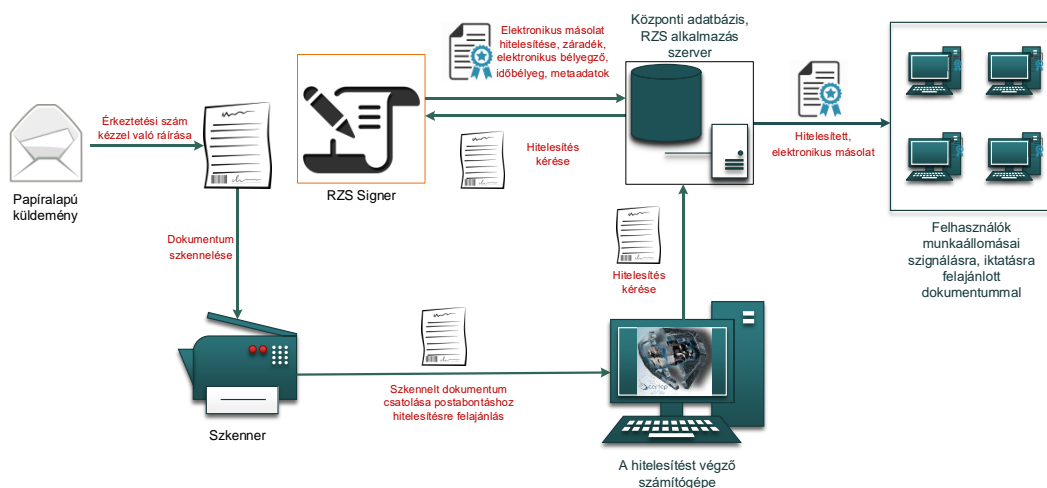 Elektronikus másolat
hitelesítése, záradék,
elektronikus bélyegző,
időbélyeg, metaadatok
Központi adatbázis,
RZS alkalmazás
szerver
Érkeztetési szám
kézzel való ráírása
Hitelesítés
kérése
Hitelesített,
elektronikus másolat
Papíralapú
küldemény
RZS Signer
Dokumentum
szkennelése
Hitelesítés
kérése
Felhasználók
munkaállomásai
szignálásra, iktatásra
felajánlott
dokumentummal
Szkennelt dokumentum
csatolása postabontáshoz
hitelesítésre felajánlás
Szkenner
certop
A hitelesítést végző
számítógépe